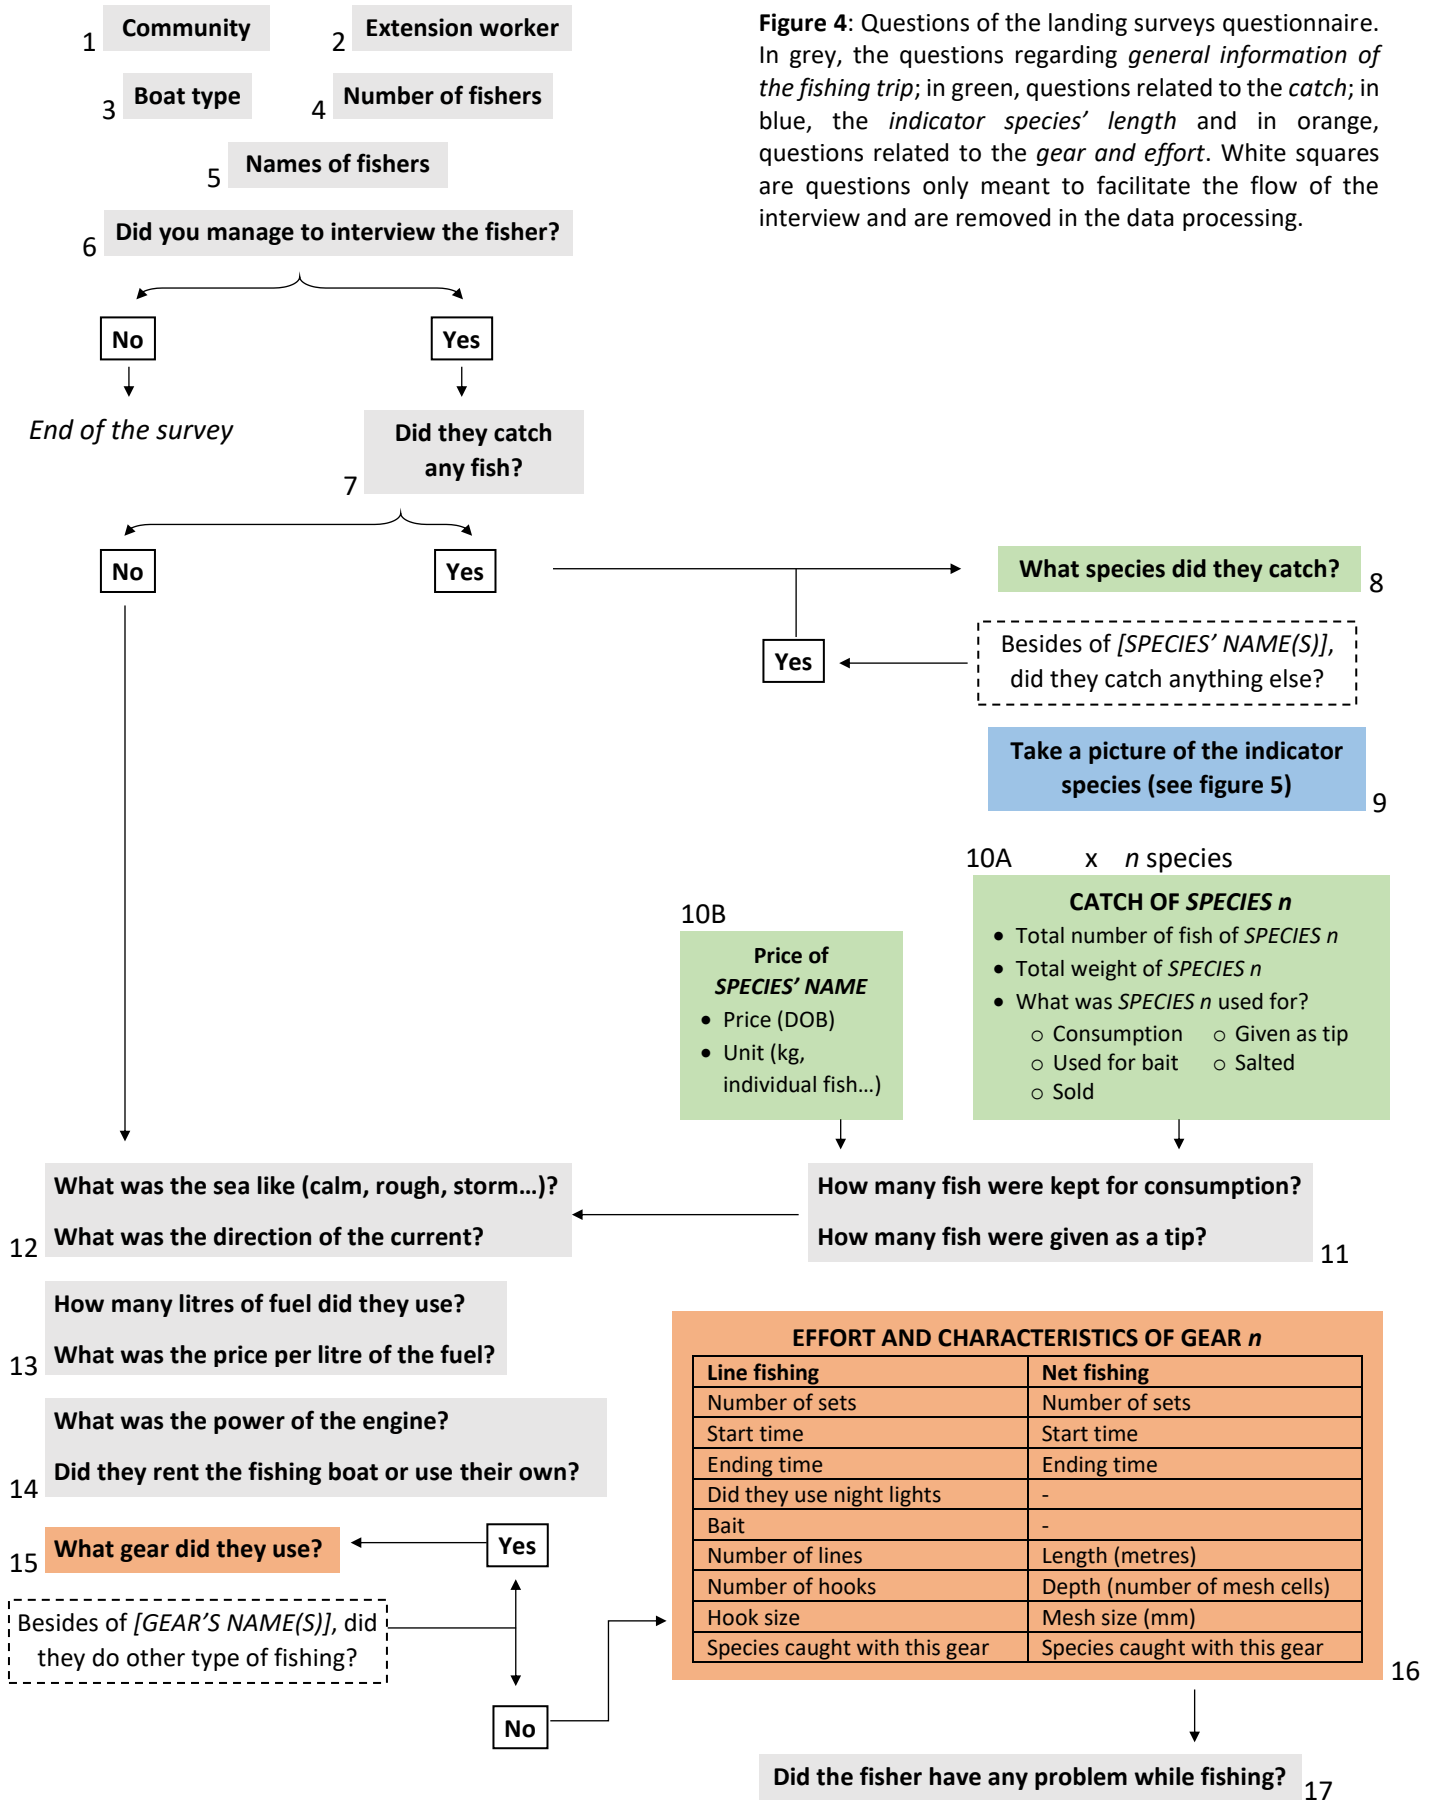 1 Community
2 Extension worker
3 Boat type
4 Number of fishers
5 Names of fishers
6 Did you manage to interview the fisher?
Figure 4: Questions of the landing surveys questionnaire.
In grey, the questions regarding general information of
the fishing trip; in green, questions related to the catch; in
blue, the indicator species’ length and in orange,
questions related to the gear and effort. White squares
are questions only meant to facilitate the flow of the
interview and are removed in the data processing.
No
Yes
End of the survey
Did they catch
any fish?
7
No
Yes
What species did they catch?
8
Besides of [SPECIES’ NAME(S)],
did they catch anything else?
Yes
Take a picture of the indicator
species (see figure 5)
9
10A x n species
CATCH OF SPECIES n
• Total number of fish of SPECIES n
• Total weight of SPECIES n
• What was SPECIES n used for?
o Consumption o Given as tip
o Used for bait o Salted
o Sold
10B
Price of
SPECIES’ NAME
• Price (DOB)
• Unit (kg,
individual fish…)
How many fish were kept for consumption?
How many fish were given as a tip?
11
What was the sea like (calm, rough, storm…)?
What was the direction of the current?
12
How many litres of fuel did they use?
What was the price per litre of the fuel?
13
What was the power of the engine?
Did they rent the fishing boat or use their own?
14
15 What gear did they use?
Yes
Besides of [GEAR’S NAME(S)], did
they do other type of fishing?
No
EFFORT AND CHARACTERISTICS OF GEAR n
Line fishing Net fishing
Number of sets Number of sets
Start time Start time
Ending time Ending time
Did they use night lights -
Bait -
Number of lines Length (metres)
Number of hooks Depth (number of mesh cells)
Hook size Mesh size (mm)
Species caught with this gear Species caught with this gear
16
Did the fisher have any problem while fishing?
17